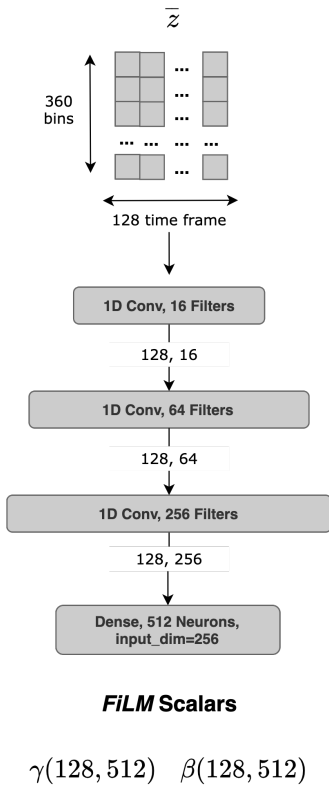 z̅
360
bins
...
...
...
... ... ... ...
...
128 time frame
1D Conv, 16 Filters
128, 16
1D Conv, 64 Filters
128, 64
1D Conv, 256 Filters
128, 256
Dense, 512 Neurons,
input_dim=256
FiLM Scalars
γ(128, 512) β(128, 512)